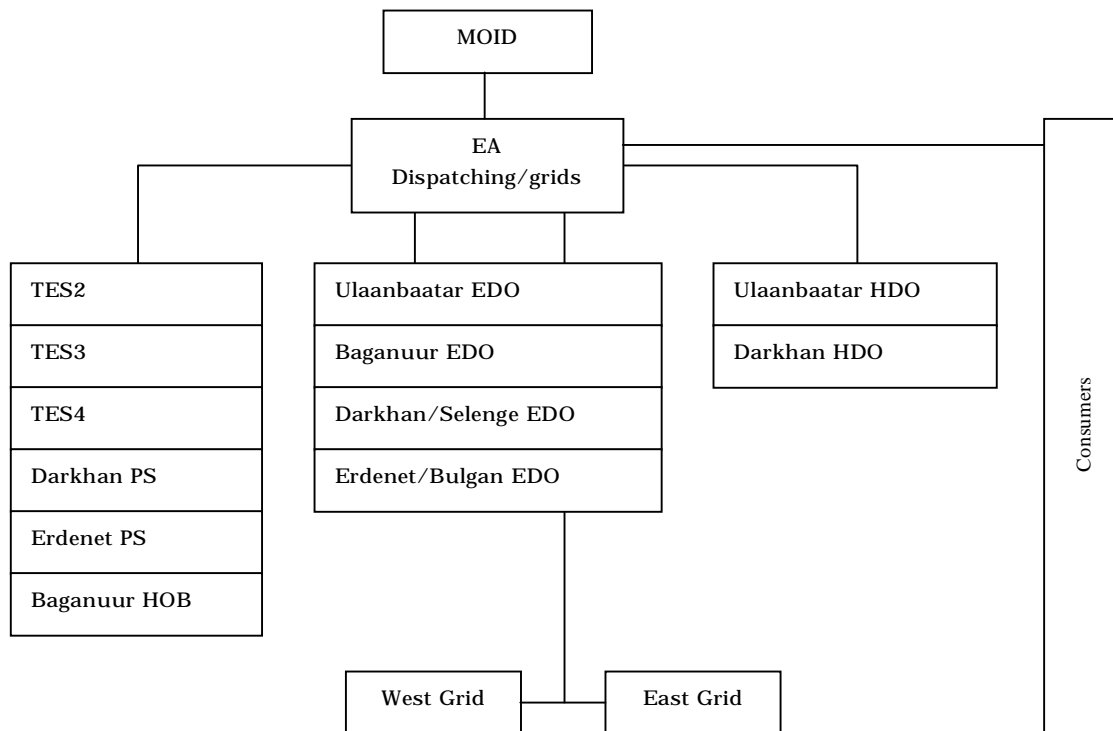 MOID
EA
Dispatching/grids
TES2
TES3
TES4
Darkhan PS
Erdenet PS
Baganuur HOB
Ulaanbaatar EDO
Baganuur EDO
Darkhan/Selenge EDO
Erdenet/Bulgan EDO
Ulaanbaatar HDO
Darkhan HDO
Consumers
West Grid
East Grid